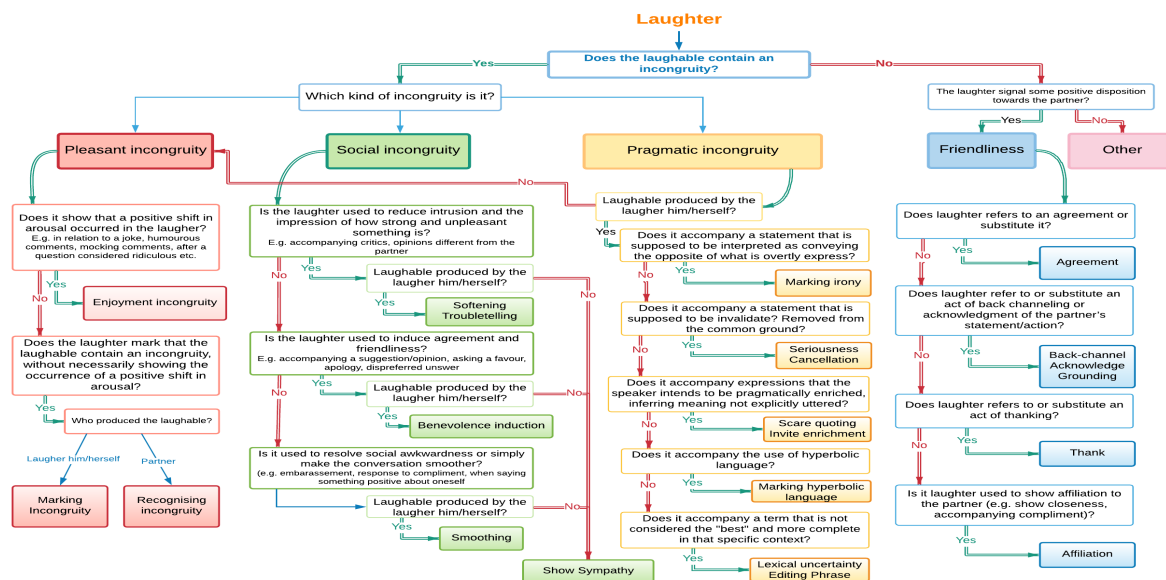 Laughter
Does the laughable contain an
incongruity?
Yes
No
Which kind of incongruity is it?
The laughter signal some positive disposition
towards the partner?
Yes
No
Pleasant incongruity
Social incongruity
Pragmatic incongruity
Friendliness
Other
No
Does it show that a positive shift in
arousal occurred in the laugher?
E.g. in relation to a joke, humourous
comments, mocking comments, after a
question considered ridiculous etc.
No
Yes
Enjoyment incongruity
Does the laughter mark that the
laughable contain an incongruity,
without necessarily showing the
occurrence of a positive shift in
arousal?
Yes
Who produced the laughable?
Laugher him/herself
Partner
Marking
Incongruity
Recognising
incongruity
Is the laughter used to reduce intrusion and the
impression of how strong and unpleasant
something is?
E.g. accompanying critics, opinions different from the
partner
No
Yes
Laughable produced by the
laugher him/herself?
No
Yes
Softening
Troubletelling
Is the laughter used to induce agreement and
friendliness?
E.g. accompanying a suggestion/opinion, asking a favour,
apology, dispreferred unswer
No
Yes
Laughable produced by the
laugher him/herself?
No
Yes
Benevolence induction
Is it used to resolve social awkwardness or simply
make the conversation smoother?
(e.g. embarrassment, response to compliment, when saying
something positive about oneself
Laughable produced by the
laugher him/herself?
No
Yes
Smoothing
Show Sympathy
Laughable produced by the
laugher him/herself?
Yes
Does it accompany a statement that is
supposed to be interpreted as conveying
the opposite of what is overtly express?
No
Yes
Marking irony
Does it accompany a statement that is
supposed to be invalidate? Removed from
the common ground?
No
Yes
Seriousness
Cancellation
Does it accompany expressions that the
speaker intends to be pragmatically enriched,
inferring meaning not explicitly uttered?
No
Yes
Scare quoting
Invite enrichment
Does it accompany the use of hyperbolic
language?
No
Yes
Marking hyperbolic
language
Does it accompany a term that is not
considered the "best" and more complete
in that specific context?
Yes
Lexical uncertainty
Editing Phrase
Does laughter refers to an agreement or
substitute it?
No
Yes
Agreement
Does laughter refer to or substitute an
act of back channeling or
acknowledgment of the partner's
statement/action?
No
Yes
Back-channel
Acknowledge
Grounding
Does laughter refers to or substitute an
act of thanking?
No
Yes
Thank
Is it laughter used to show affiliation to
the partner (e.g. show closeness,
accompanying compliment)?
Yes
Affiliation